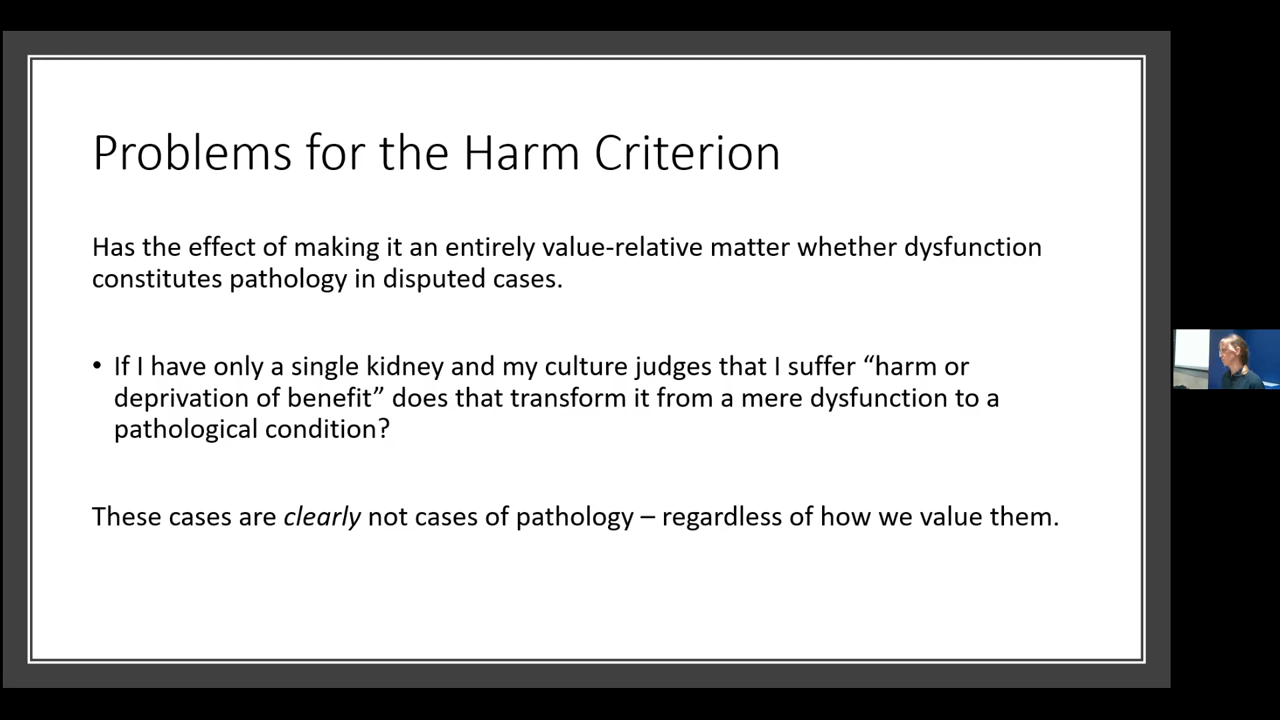 Problems for the Harm Criterion
Has the effect of making it an entirely value-relative matter whether dysfunction
constitutes pathology in disputed cases.
• If I have only a single kidney and my culture judges that I suffer “harm or
deprivation of benefit” does that transform it from a mere dysfunction to a
pathological condition?
These cases are clearly not cases of pathology – regardless of how we value them.